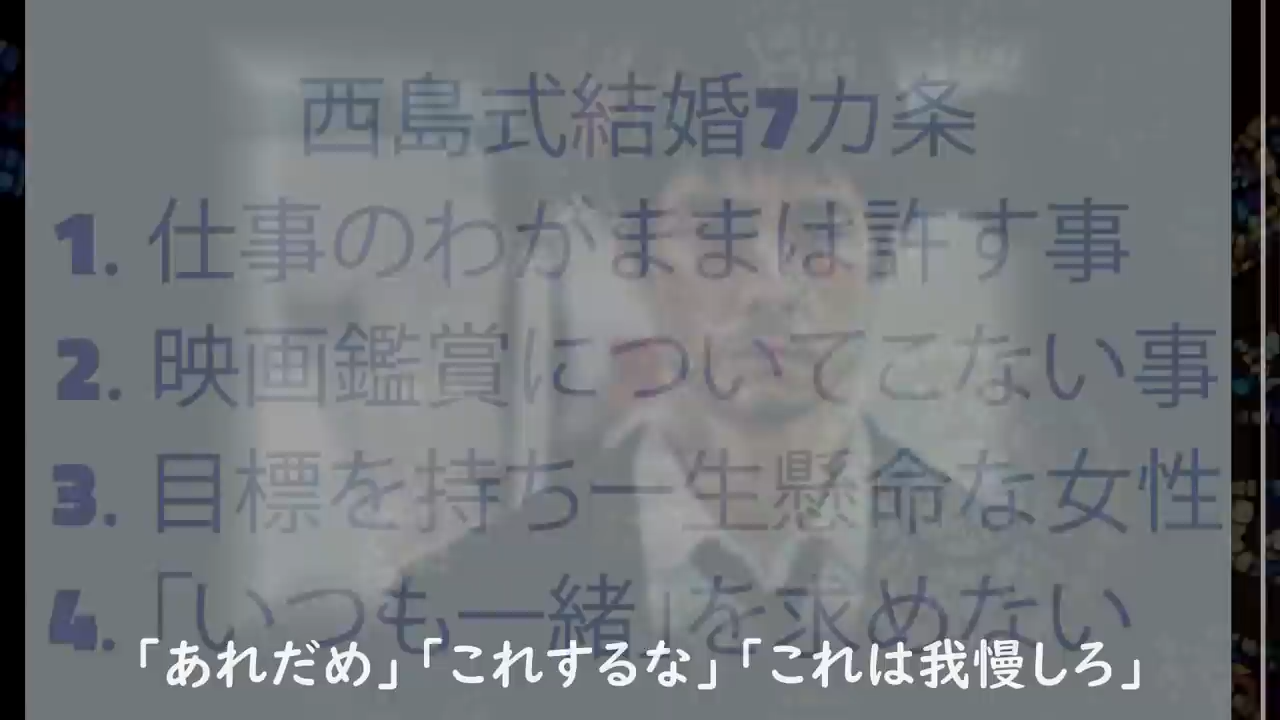 西島式結婚7カ条
1. 仕事のわがままは許す事
2. 映画鑑賞についてこない事
3. 目標を持ち一生懸命な女性
4.「いつも一緒」を求めない
「あれだめ」「これするな」「これは我慢しろ」